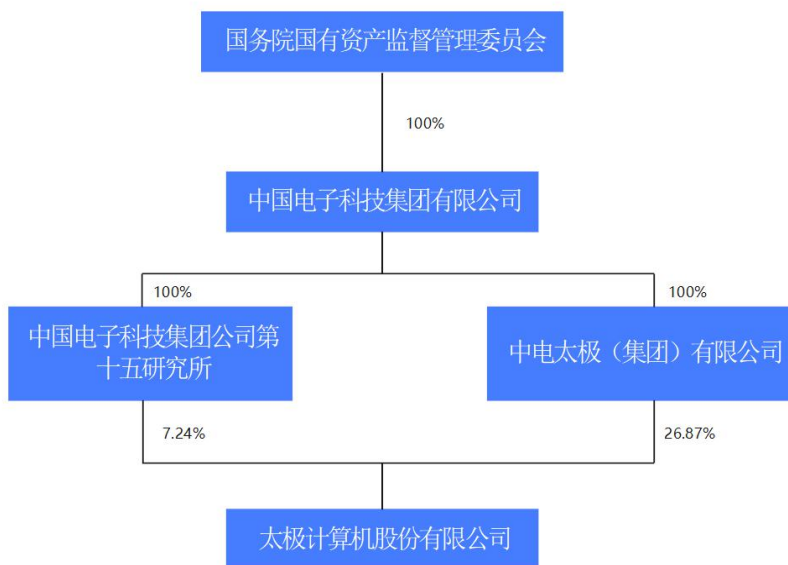 国务院国有资产监督管理委员会
100%
中国电子科技集团有限公司
100%
100%
中国电子科技集团公司第
十五研究所
中电太极（集团）有限公司
7.24%
26.87%
太极计算机股份有限公司